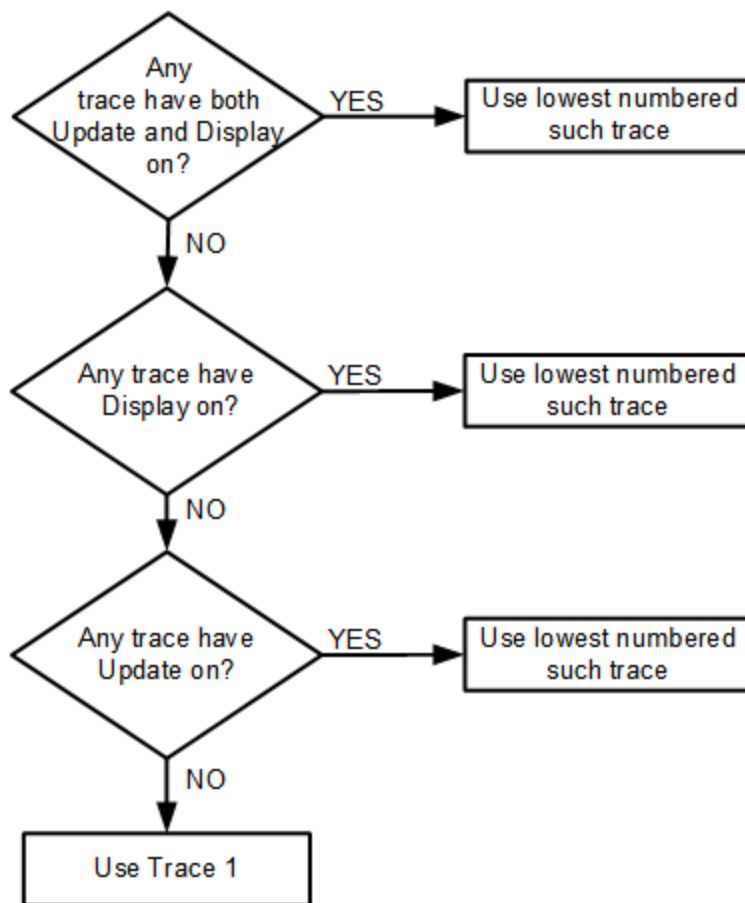 Any
trace have both
Update and Display
on?
YES
Use lowest numbered
such trace
NO
Any trace have
Display on?
YES
Use lowest numbered
such trace
NO
Any trace have
Update on?
YES
Use lowest numbered
such trace
NO
Use Trace 1